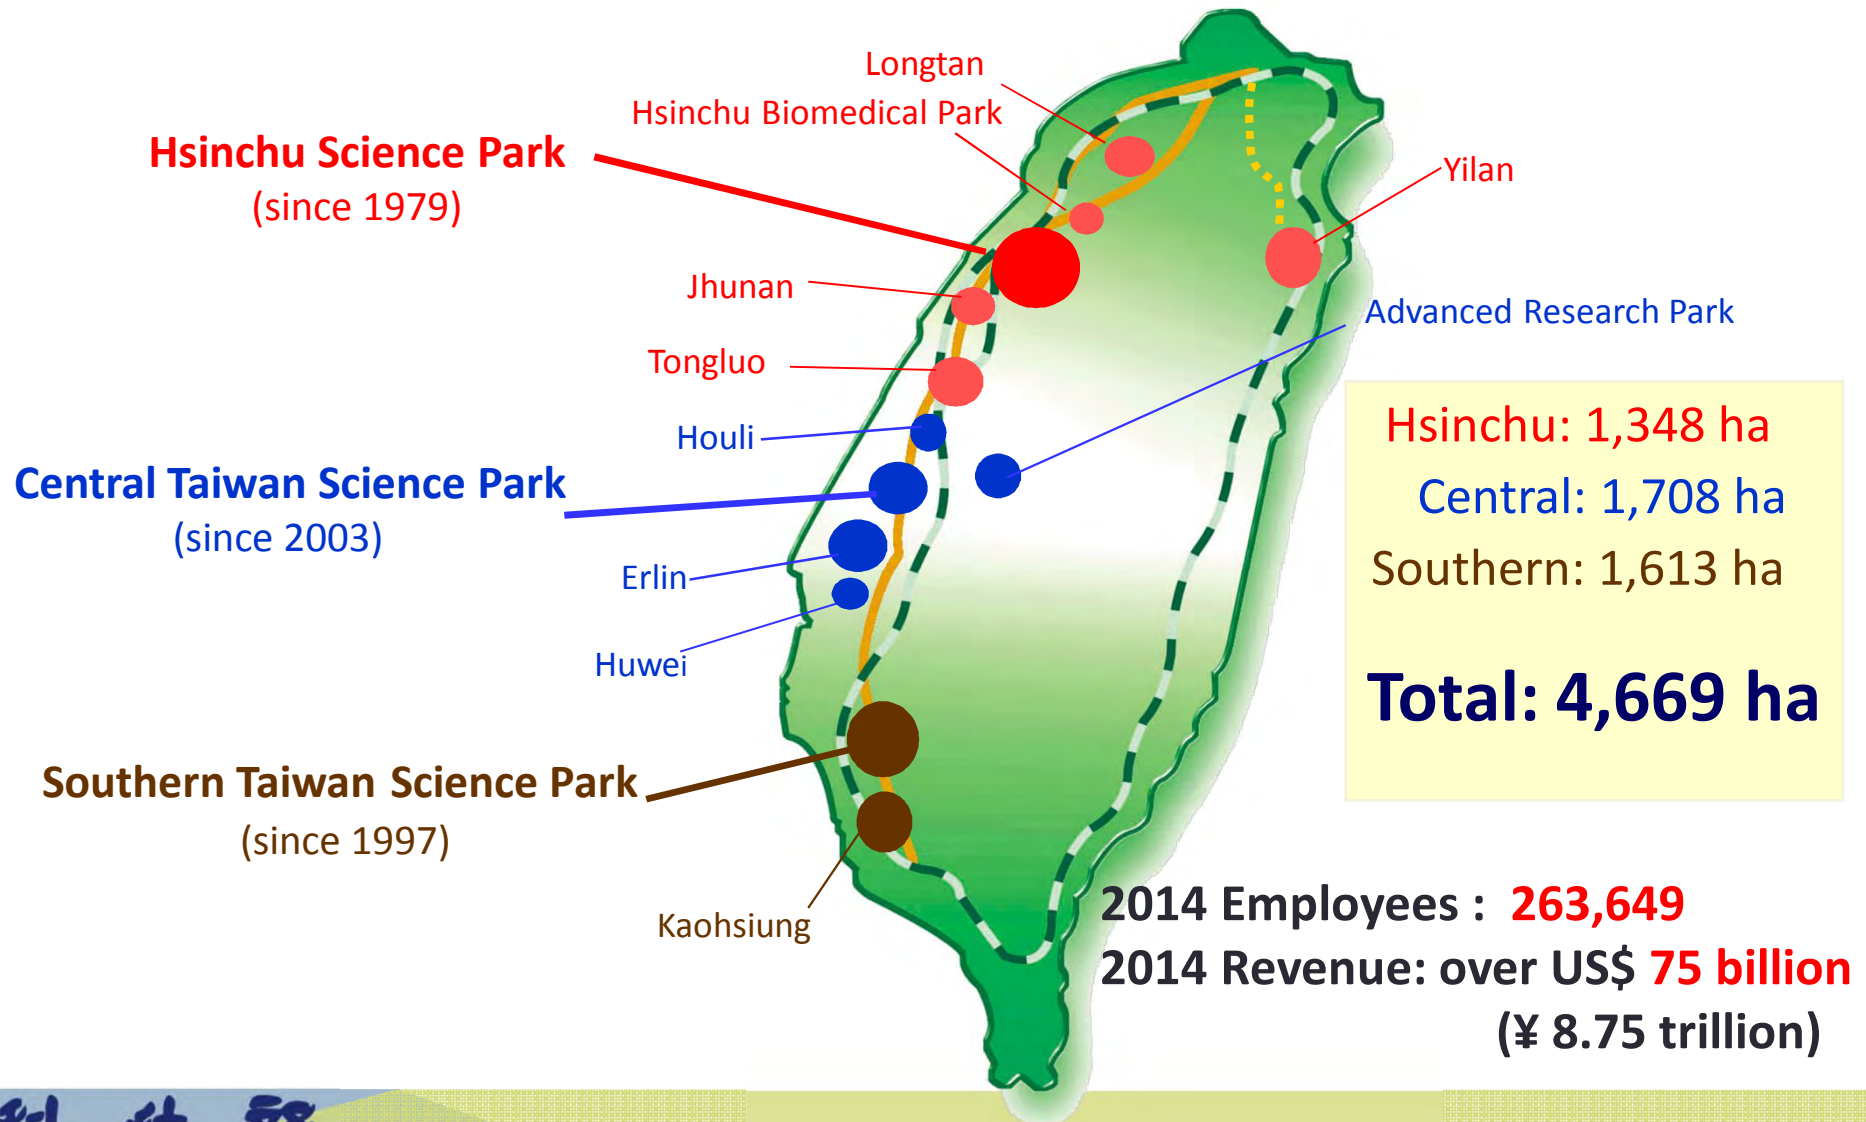 Longtan
Hsinchu Biomedical Park
Hsinchu Science Park
(since 1979)
Yilan
Jhunan
Advanced Research Park
Tongluo
Houli
Central Taiwan Science Park
(since 2003)
Erlin
Huwei
Hsinchu: 1,348 ha
Central: 1,708 ha
Southern: 1,613 ha
Total: 4,669 ha
Southern Taiwan Science Park
(since 1997)
Kaohsiung
2014 Employees : 263,649
2014 Revenue: over US$ 75 billion
(¥ 8.75 trillion)